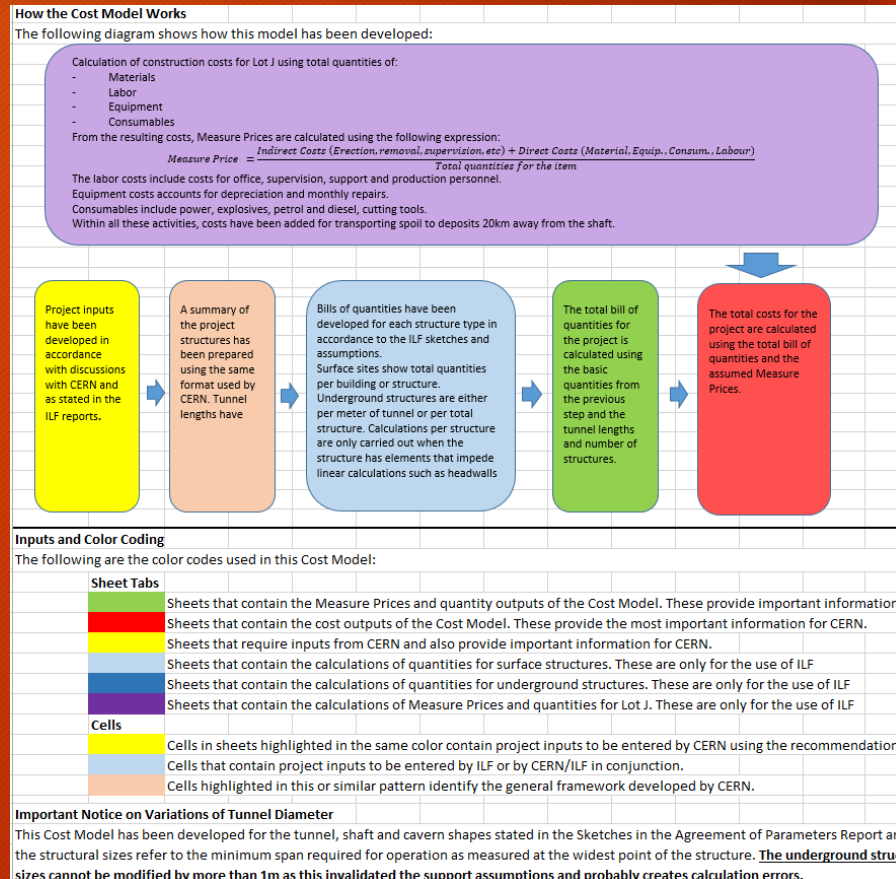 How the Cost Model Works
The following diagram shows how this model has been developed:
Calculation of construction costs for Lot J using total quantities of:
- Materials
- Labor
- Equipment
- Consumables
From the resulting costs, Measure Prices are calculated using the following expression:
Measure Price = Indirect Costs (Erection, removal, supervision, etc) + Direct Costs (Material, Equip., Consum., Labour)
Total quantities for the item
The labor costs include costs for office, supervision, support and production personnel.
Equipment costs accounts for depreciation and monthly repairs.
Consumables include power, explosives, petrol and diesel, cutting tools.
Within all these activities, costs have been added for transporting spoil to deposits 20km away from the shaft.
Project inputs
have been
developed in
accordance
with discussions
with CERN and
as stated in the
ILF reports.
A summary of
the project
structures has
been prepared
using the same
format used by
CERN. Tunnel
lengths have
Bills of quantities have been
developed for each structure type in
accordance to the ILF sketches and
assumptions.
Surface sites show total quantities
per building or structure.
Underground structures are either
per meter of tunnel or per total
structure. Calculations per structure
are only carried out when the
structure has elements that impede
linear calculations such as headwalls
The total bill of
quantities for
the project is
calculated using
the basic
quantities from
the previous
step and the
tunnel lengths
and number of
structures.
The total costs for the
project are calculated
using the total bill of
quantities and the
assumed Measure
Prices.
Inputs and Color Coding
The following are the color codes used in this Cost Model:
Sheet Tabs
Sheets that contain the Measure Prices and quantity outputs of the Cost Model. These provide important information
Sheets that contain the cost outputs of the Cost Model. These provide the most important information for CERN.
Sheets that require inputs from CERN and also provide important information for CERN.
Sheets that contain the calculations of quantities for surface structures. These are only for the use of ILF
Sheets that contain the calculations of quantities for underground structures. These are only for the use of ILF
Sheets that contain the calculations of Measure Prices and quantities for Lot J. These are only for the use of ILF
Cells
Cells in sheets highlighted in the same color contain project inputs to be entered by CERN using the recommendation
Cells that contain project inputs to be entered by ILF or by CERN/ILF in conjunction.
Cells highlighted in this or similar pattern identify the general framework developed by CERN.
Important Notice on Variations of Tunnel Diameter
This Cost Model has been developed for the tunnel, shaft and cavern shapes stated in the Sketches in the Agreement of Parameters Report
the structural sizes refer to the minimum span required for operation as measured at the widest point of the structure. The underground
sizes cannot be modified by more than 1m as this invalidated the support assumptions and probably creates calculation errors.